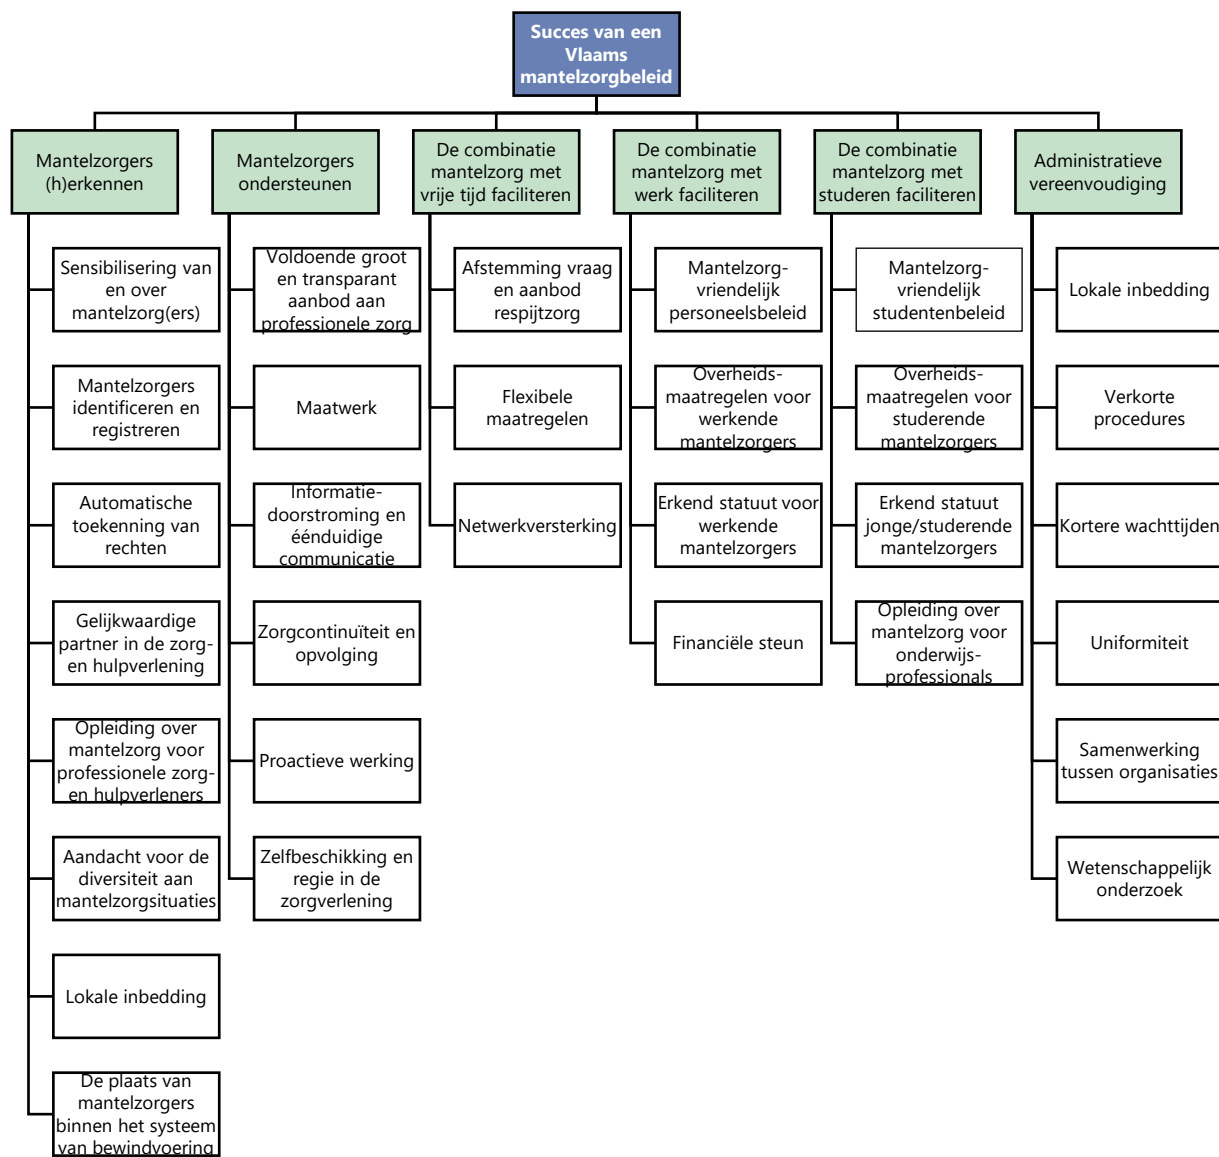 Succes van een
Vlaams
mantelzorgbeleid
Mantelzorgers
(h)erkennen
Sensibilisering van
en over
mantelzorg(ers)
Mantelzorgers
identificeren en
registreren
Automatische
toekenning van
rechten
Gelijkwaardige
partner in de zorg-
en hulpverlening
Opleiding over
mantelzorg voor
professionele zorg-
en hulpverleners
Aandacht voor de
diversiteit aan
mantelzorgsituaties
Lokale inbedding
De plaats van
mantelzorgers
binnen het systeem
van bewindvoering
Mantelzorgers
ondersteunen
Voldoende groot
en transparant
aanbod aan
professionele zorg
Maatwerk
Informatie-
doorstroming en
éénduidige
communicatie
Zorgcontinuïteit en
opvolging
Proactieve werking
Zelfbeschikking en
regie in de
zorgverlening
De combinatie
mantelzorg met
vrije tijd faciliteren
Afstemming vraag
en aanbod
respijtzorg
Flexibele
maatregelen
Netwerkversterking
De combinatie
mantelzorg met
werk faciliteren
Mantelzorg-
vriendelijk
personeelsbeleid
Overheids-
maatregelen voor
werkende
mantelzorgers
Erkend statuut voor
werkende
mantelzorgers
Financiële steun
De combinatie
mantelzorg met
studeren faciliteren
Mantelzorg-
vriendelijk
studentenbeleid
Overheids-
maatregelen voor
studerende
mantelzorgers
Erkend statuut
jonge/studerende
mantelzorgers
Opleiding over
mantelzorg voor
onderwijs-
professionals
Administratieve
vereenvoudiging
Lokale inbedding
Verkorte
procedures
Kortere wachttijden
Uniformiteit
Samenwerking
tussen organisaties
Wetenschappelijk
onderzoek